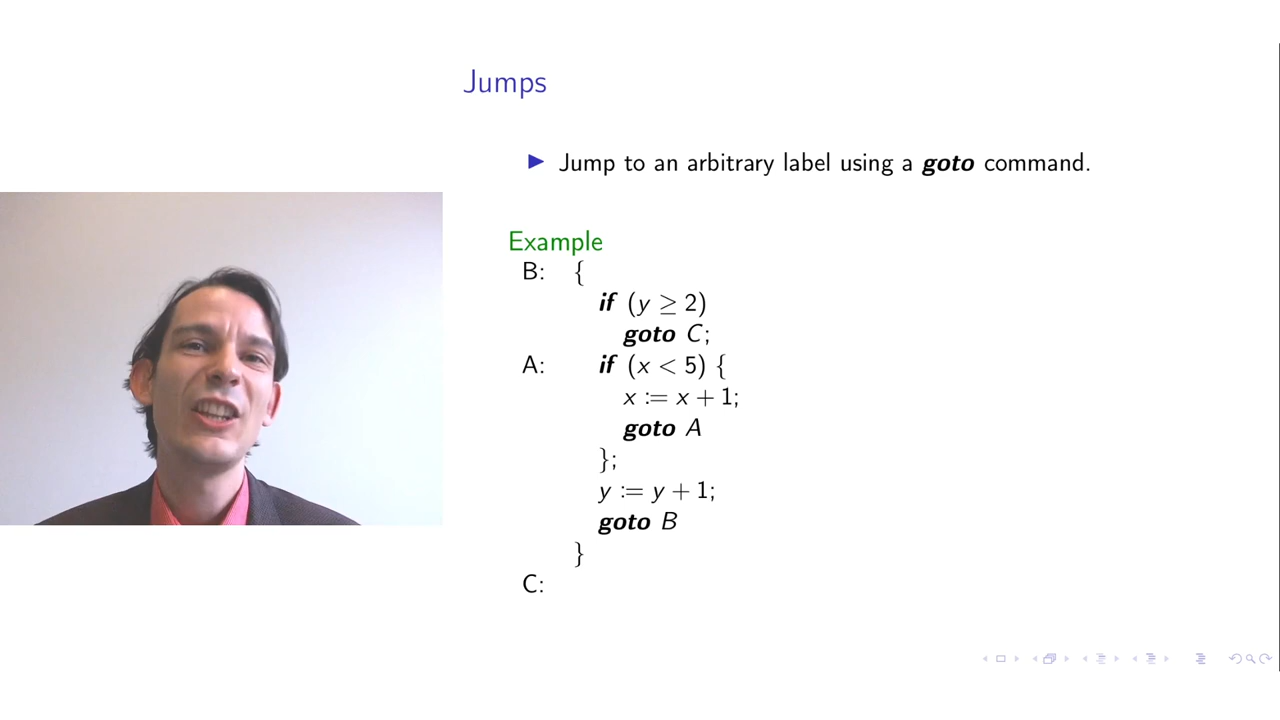 Jumps
▶ Jump to an arbitrary label using a goto command.
Example
B: {
if (y ≥ 2)
goto C;
A: if (x < 5) {
x := x + 1;
goto A
};
y := y + 1;
goto B
}
C: